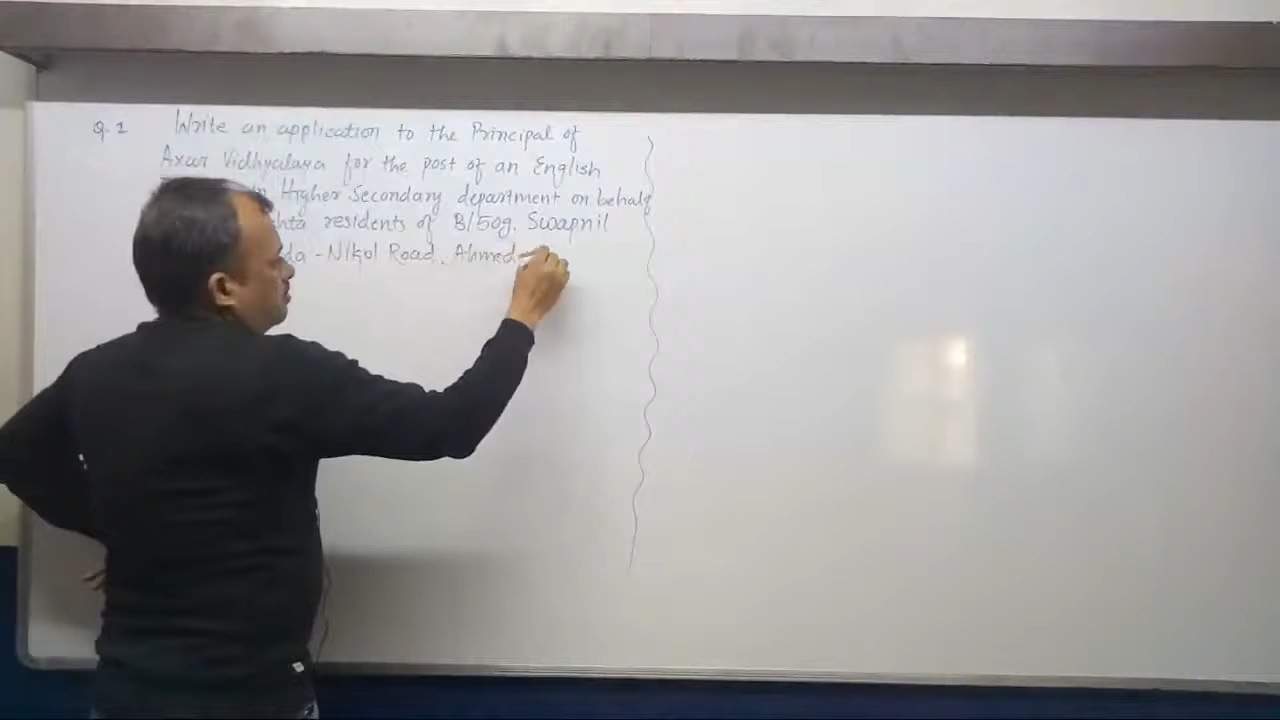 Q.1 Write an application to the Principal of
Axar Vidhyalaya for the post of an English
in Higher Secondary department on behalf
residents of B/509, Swapnil
- Nikol Road, Ahmed